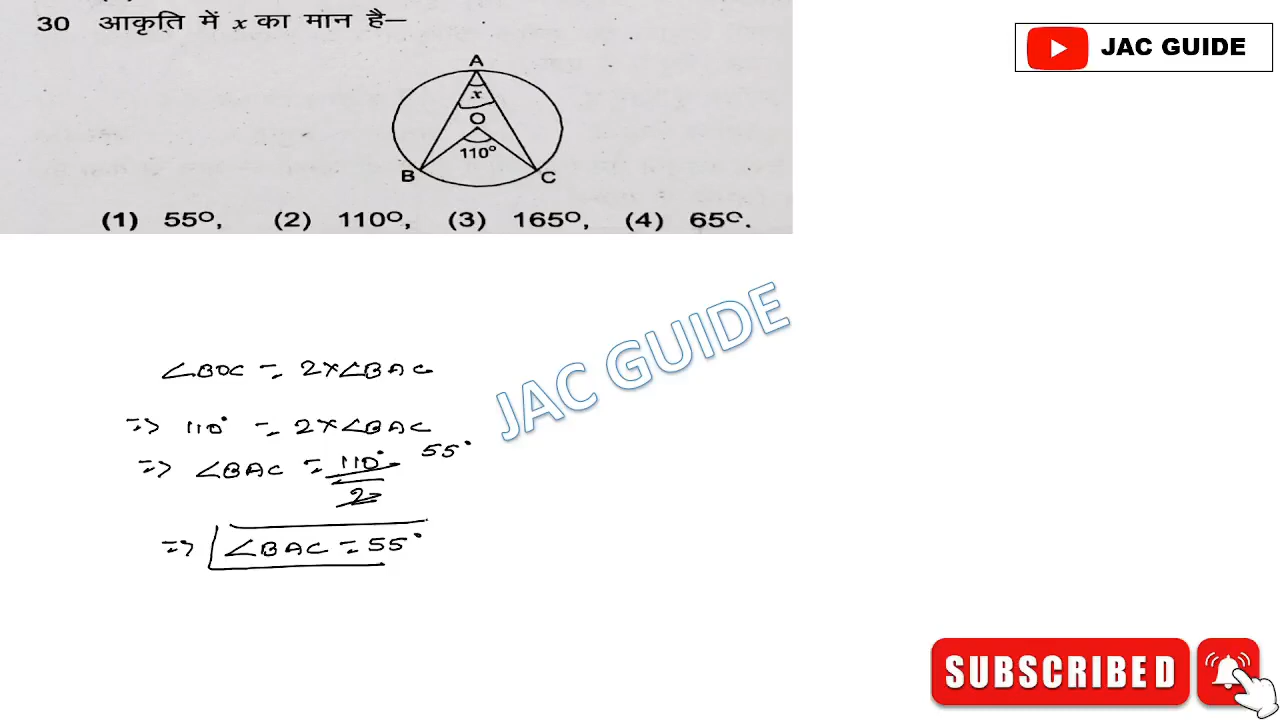 30 आकृति में x का मान है—
A
x
O
110°
B
C
(1) 55°, (2) 110°, (3) 165°, (4) 65°.
JAC GUIDE
JAC GUIDE
∠BOC = 2×∠BAC
=> 110° = 2×∠BAC
=> ∠BAC = 110° 55°
2
=> ∠BAC = 55°
SUBSCRIBED